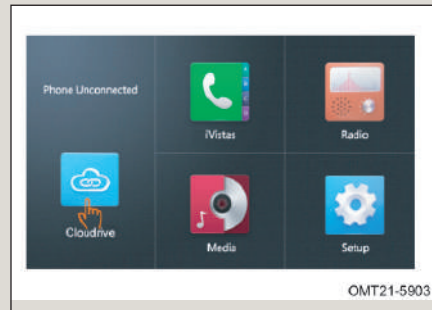 Phone Unconnected
iVistas
Radio
Cloudrive
Media
Setup
OMT21-5903